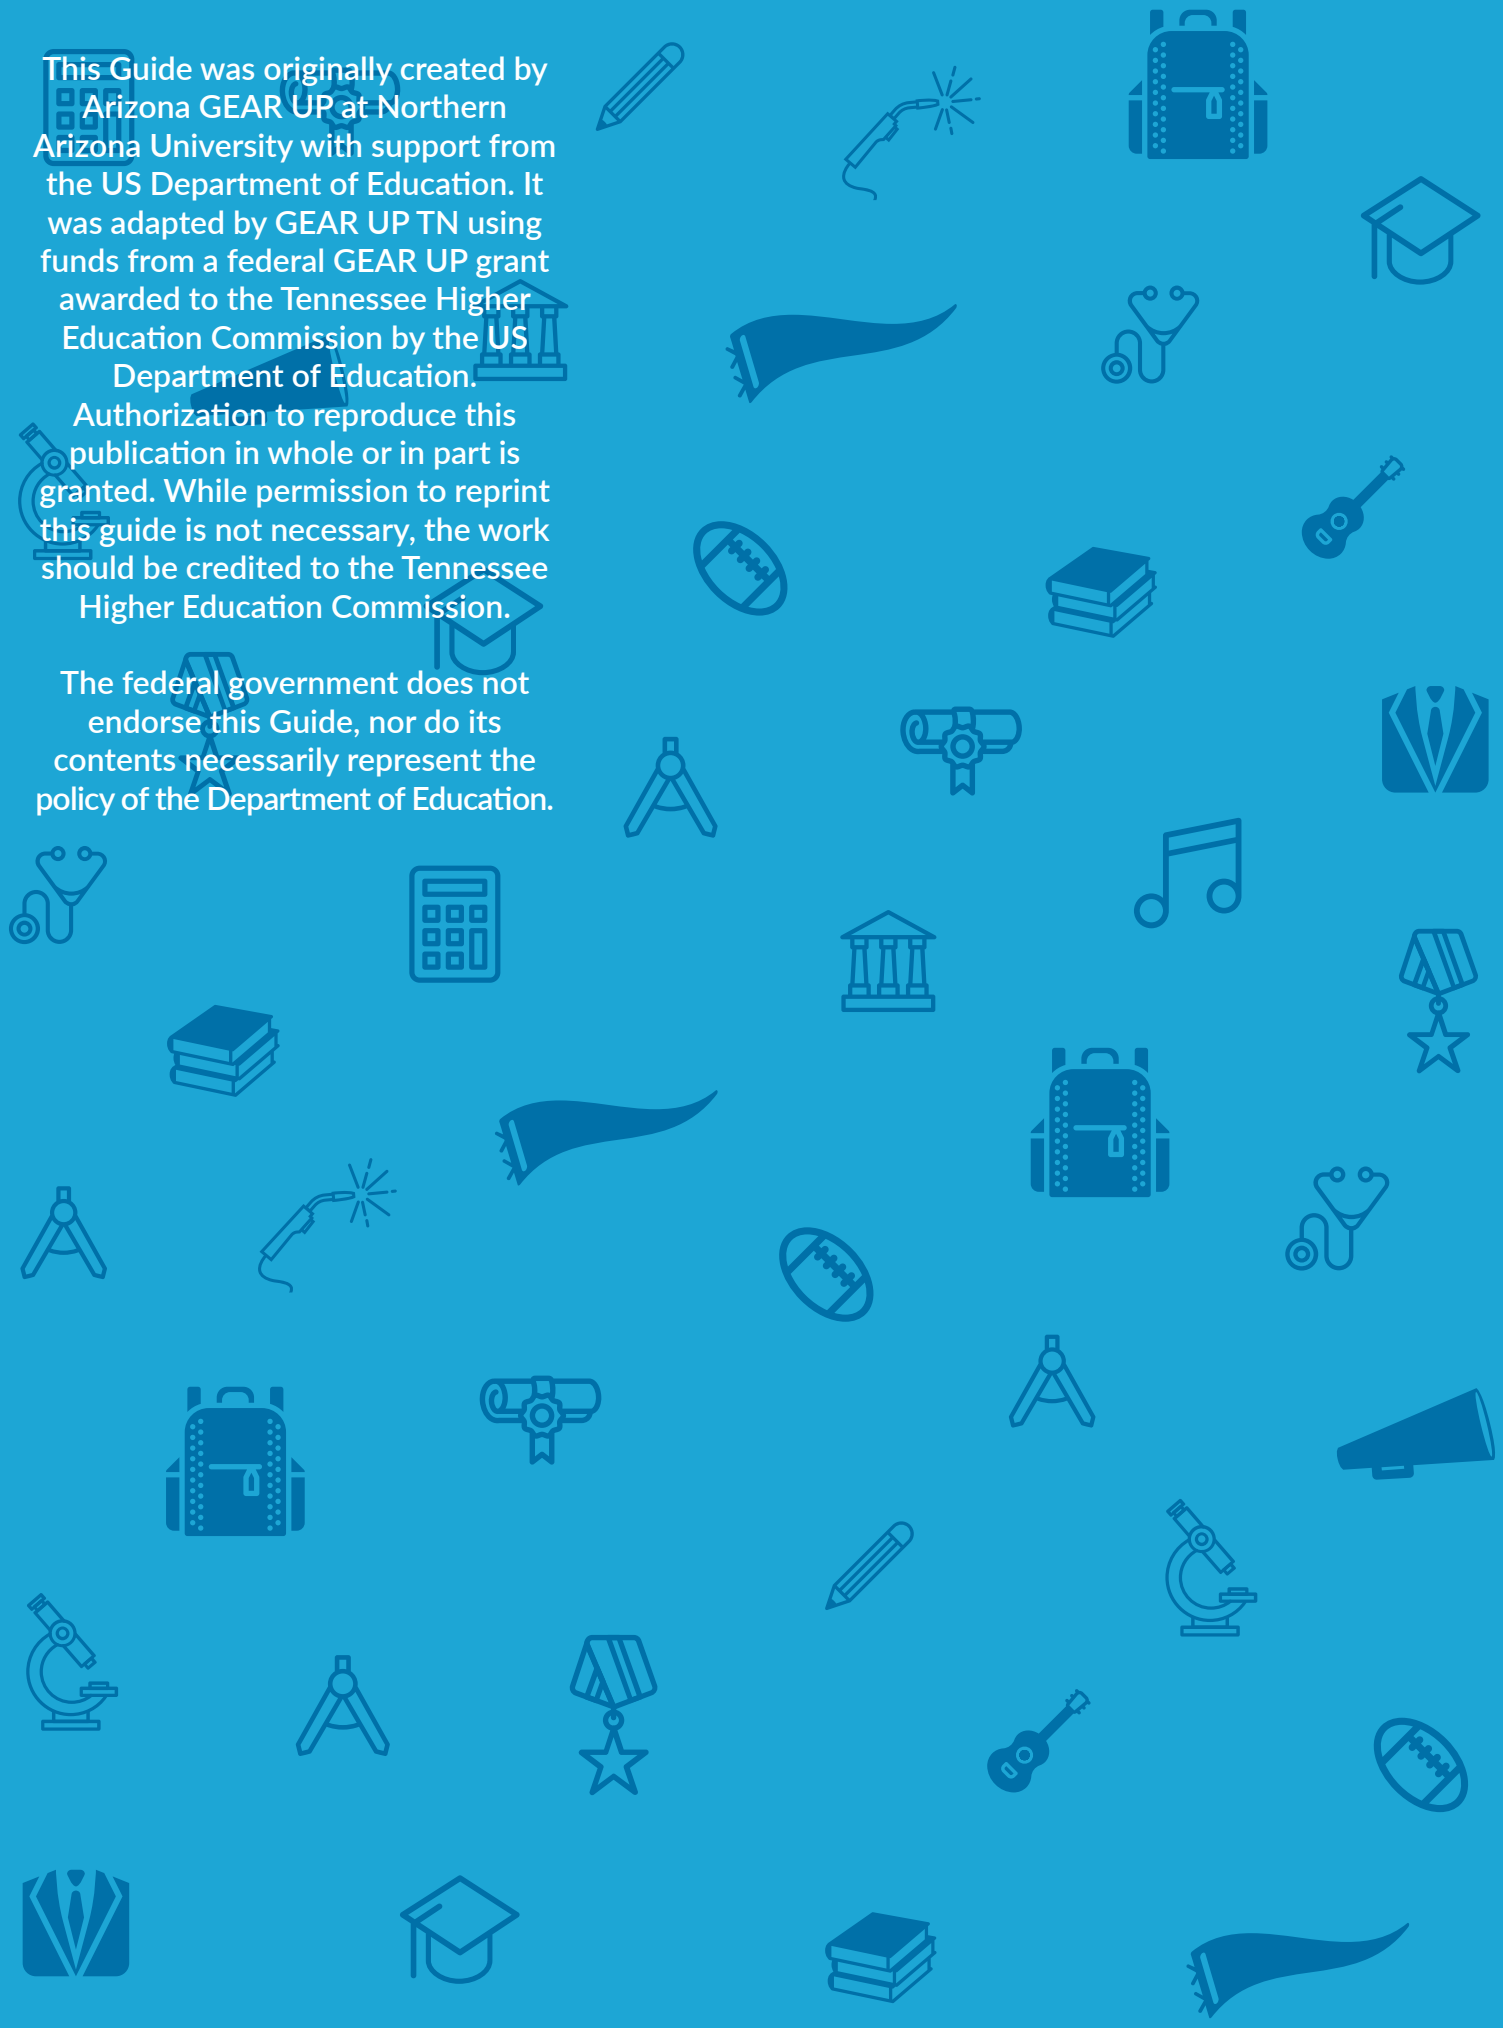 This Guide was originally created by
Arizona GEAR UP at Northern
Arizona University with support from
the US Department of Education. It
was adapted by GEAR UP TN using
funds from a federal GEAR UP grant
awarded to the Tennessee Higher
Education Commission by the US
Department of Education.
Authorization to reproduce this
publication in whole or in part is
granted. While permission to reprint
this guide is not necessary, the work
should be credited to the Tennessee
Higher Education Commission.
The federal government does not
endorse this Guide, nor do its
contents necessarily represent the
policy of the Department of Education.